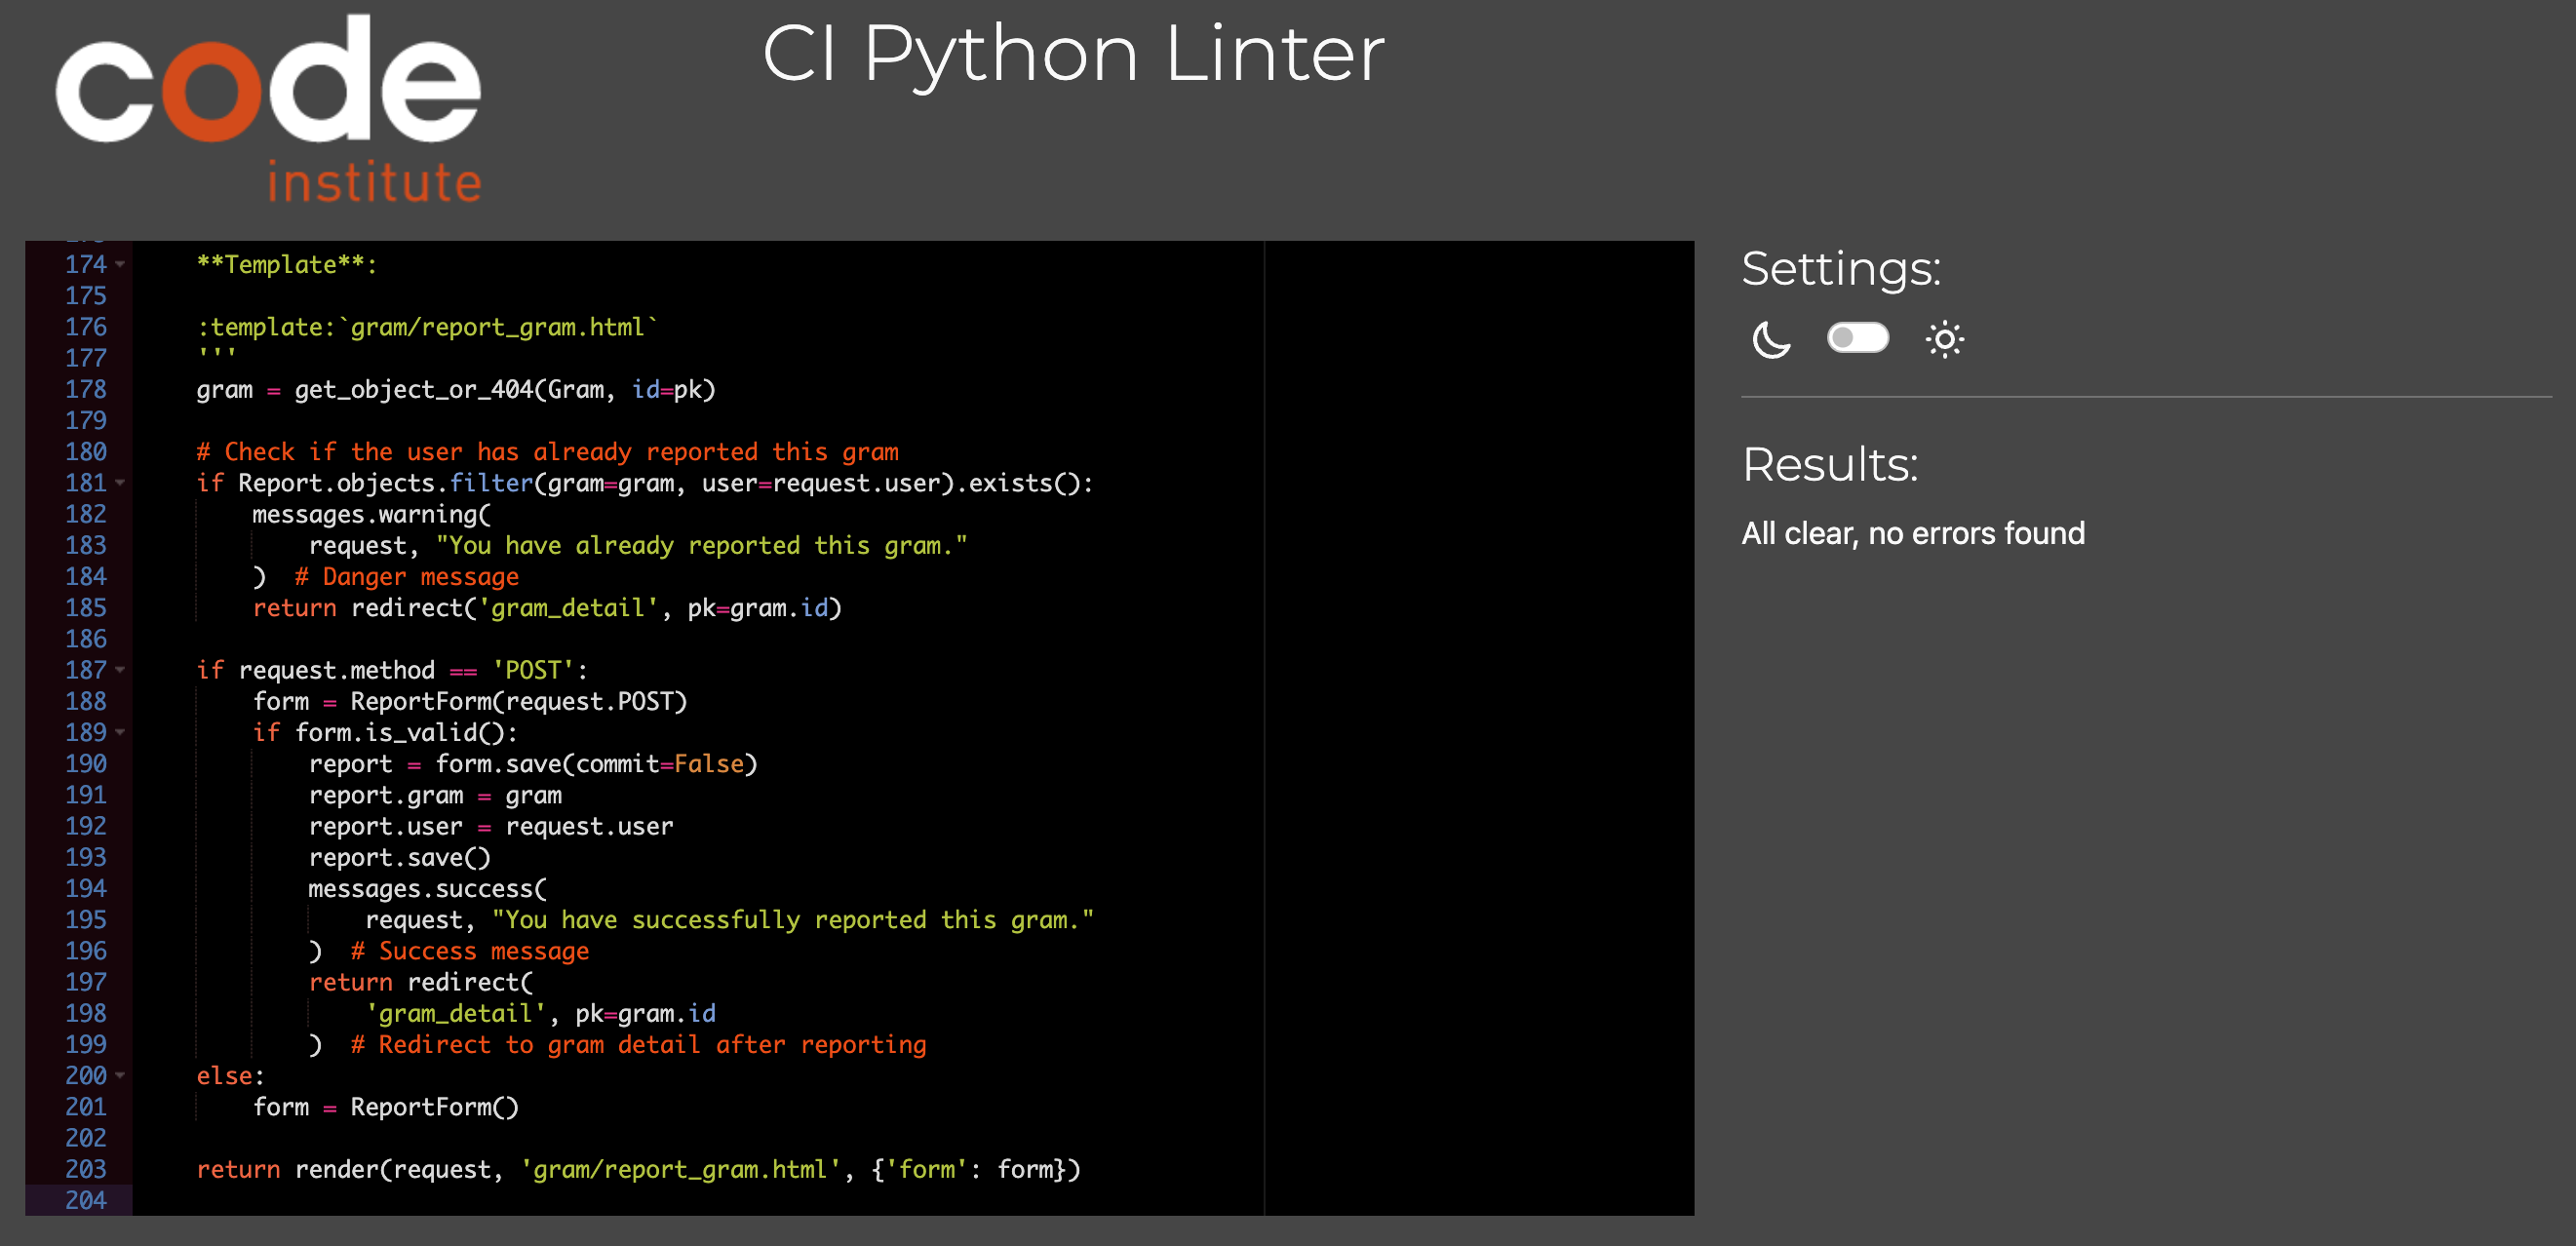 code
institute
CI Python Linter
174 **Template**:
175
176 :template:`gram/report_gram.html`
177 '''
178 gram = get_object_or_404(Gram, id=pk)
179
180 # Check if the user has already reported this gram
181 if Report.objects.filter(gram=gram, user=request.user).exists():
182 messages.warning(
183 request, "You have already reported this gram."
184 )  # Danger message
185 return redirect('gram_detail', pk=gram.id)
186
187 if request.method == 'POST':
188 form = ReportForm(request.POST)
189 if form.is_valid():
190 report = form.save(commit=False)
191 report.gram = gram
192 report.user = request.user
193 report.save()
194 messages.success(
195 request, "You have successfully reported this gram."
196 )  # Success message
197 return redirect(
198 'gram_detail', pk=gram.id
199 )  # Redirect to gram detail after reporting
200 else:
201 form = ReportForm()
202
203 return render(request, 'gram/report_gram.html', {'form': form})
204
Settings:
Results:
All clear, no errors found